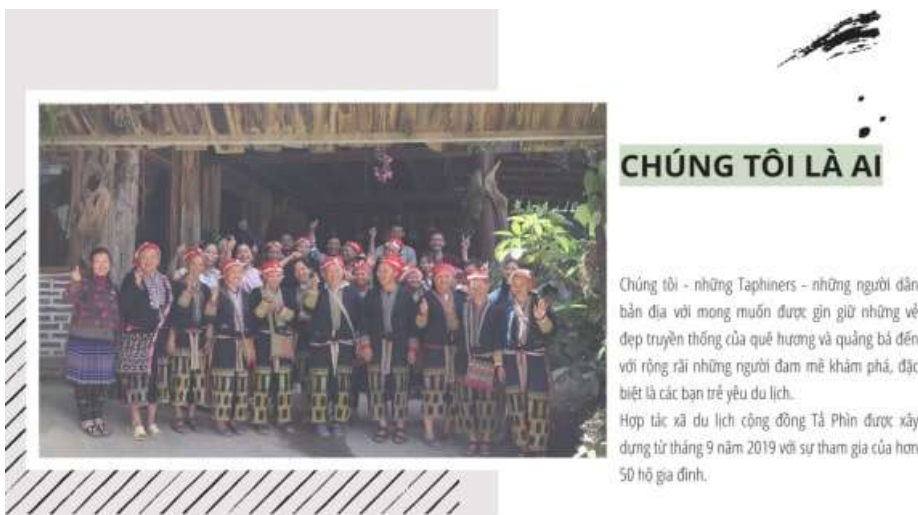 CHÚNG TÔI LÀ AI
Chúng tôi - những Taphiners - những người dân
bản địa với mong muốn được gìn giữ những vẻ
đẹp truyền thống của quê hương và quảng bá đến
với rộng rãi những người đam mê khám phá, đặc
biệt là các bạn trẻ yêu du lịch.
Hợp tác xã du lịch cộng đồng Tả Phìn được xây
dựng từ tháng 9 năm 2019 với sự tham gia của hơn
50 hộ gia đình.